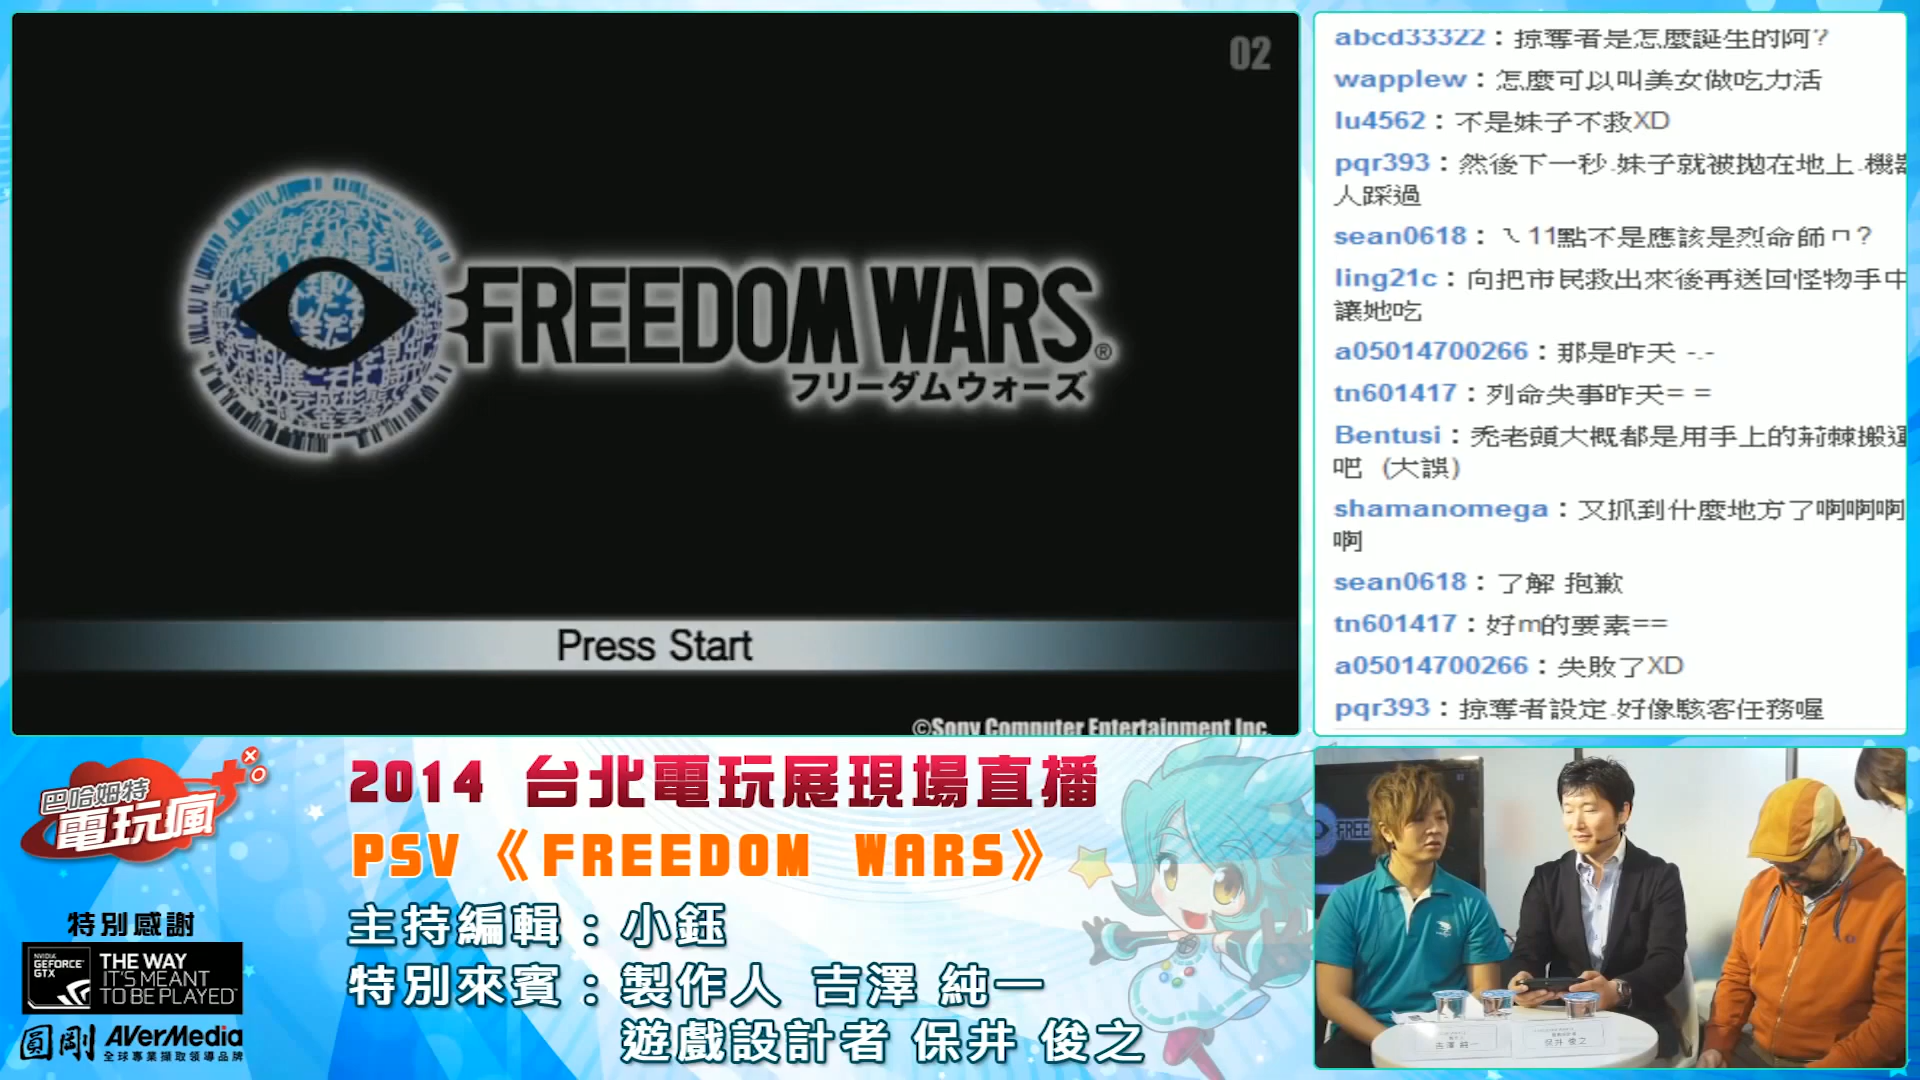 02
FREEDOM WARS®
フリーダムウォーズ
Press Start
©Sony Computer Entertainment Inc.
abcd33322：掠奪者是怎麼誕生的阿?
wapplew：怎麼可以叫美女做吃力活
lu4562：不是妹子不救XD
pqr393：然後下一秒.妹子就被拋在地上.機器
人踩過
sean0618：ㄟ11點不是應該是烈命師ㄇ?
ling21c：向把市民救出來後再送回怪物手中
讓她吃
a05014700266：那是昨天 -.-
tn601417：列命失事昨天= =
Bentusi：禿老頭大概都是用手上的荊棘搬運
吧 (大誤)
shamanomega：又抓到什麼地方了啊啊啊
啊
sean0618：了解 抱歉
tn601417：好m的要素==
a05014700266：失敗了XD
pqr393：掠奪者設定.好像駭客任務喔
巴哈姆特
電玩瘋
特別感謝
NVIDIA
GEFORCE
GTX
THE WAY
IT'S MEANT
TO BE PLAYED
圓剛 AVerMedia
全球專業擷取領導品牌
2014 台北電玩展現場直播
PSV《FREEDOM WARS》
主持編輯：小鈺
特別來賓：製作人 吉澤 純一
遊戲設計者 保井 俊之
FREE
吉澤 純一
保井 俊之